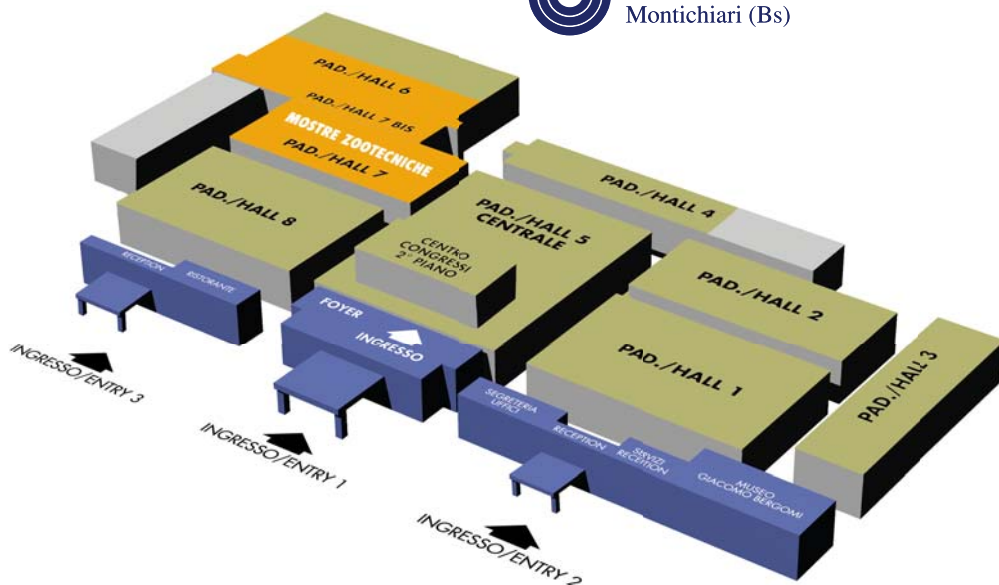 Montichiari (Bs)
PAD./HALL 6
PAD./HALL 7 BIS
MOSTRE ZOOTECNICHE
PAD./HALL 7
PAD./HALL 8
PAD./HALL 5
CENTRALE
CENTRO
CONGRESSI
2° PIANO
PAD./HALL 4
PAD./HALL 2
PAD./HALL 1
PAD./HALL 3
RECEPTION
RISTORANTE
FOYER
INGRESSO
SEGRETERIA
UFFICI
RECEPTION
SERVIZI
RECEPTION
MUSEO
GIACOMO BERGOMI
INGRESSO/ENTRY 3
INGRESSO/ENTRY 1
INGRESSO/ENTRY 2